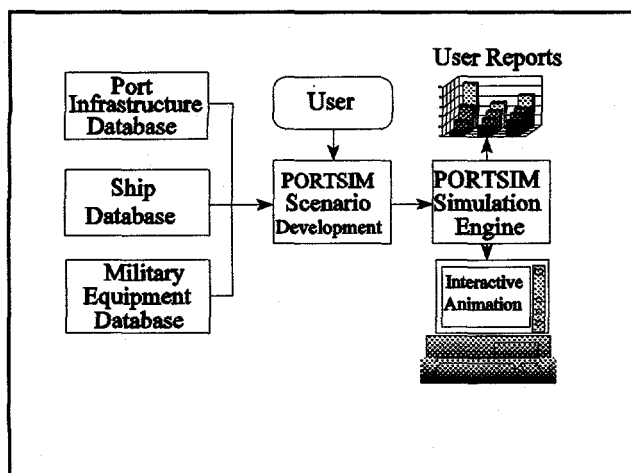 User Reports
Port
Infrastructure
Database
User
Ship
Database
PORTSIM
Scenario
Development
PORTSIM
Simulation
Engine
Military
Equipment
Database
Interactive
Animation